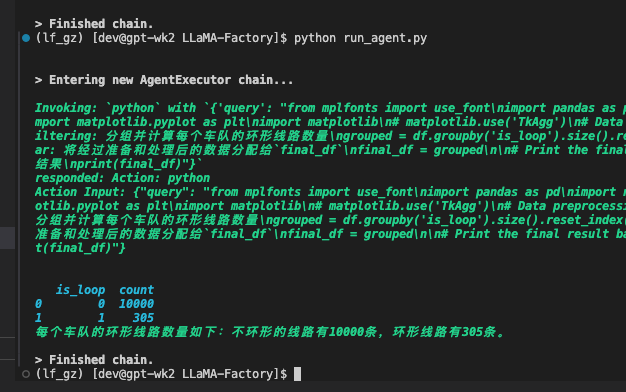 > Finished chain.
(lf_gz) [dev@gpt-wk2 LLaMA-Factory]$ python run_agent.py
> Entering new AgentExecutor chain...
Invoking: `python` with `{'query': "from mplfonts import use_font\nimport pandas as p
mport matplotlib.pyplot as plt\nimport matplotlib\n# matplotlib.use('TkAgg')\n# Data
iltering: 分组并计算每个车队的环形线路数量\ngrouped = df.groupby('is_loop').size().re
ar: 将经过准备和处理后的数据分配给`final_df`\nfinal_df = grouped\n\n# Print the fina
结果\nprint(final_df)"}`
responded: Action: python
Action Input: {"query": "from mplfonts import use_font\nimport pandas as pd\nimport m
otlib.pyplot as plt\nimport matplotlib\n# matplotlib.use('TkAgg')\n# Data preprocessi
分组并计算每个车队的环形线路数量\ngrouped = df.groupby('is_loop').size().reset_index(
准备和处理后的数据分配给`final_df`\nfinal_df = grouped\n\n# Print the final result ba
t(final_df)"}
is_loop count
0 0 10000
1 1 305
每个车队的环形线路数量如下：不环形的线路有10000条，环形线路有305条。
> Finished chain.
(lf_gz) [dev@gpt-wk2 LLaMA-Factory]$